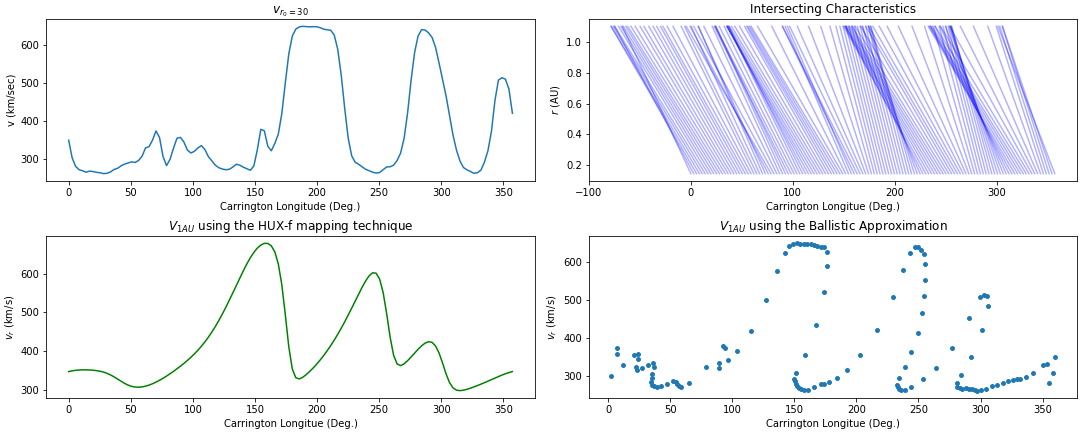 v_{r_0=30}
v (km/sec)
600
500
400
300
0 50 100 150 200 250 300 350
Carrington Longitude (Deg.)
Intersecting Characteristics
r (AU)
1.0
0.8
0.6
0.4
0.2
−100 0 100 200 300
Carrington Longitue (Deg.)
V_{1AU} using the HUX-f mapping technique
v_r (km/s)
600
500
400
300
0 50 100 150 200 250 300 350
Carrington Longitue (Deg.)
V_{1AU} using the Ballistic Approximation
v_r (km/s)
600
500
400
300
0 50 100 150 200 250 300 350
Carrington Longitue (Deg.)